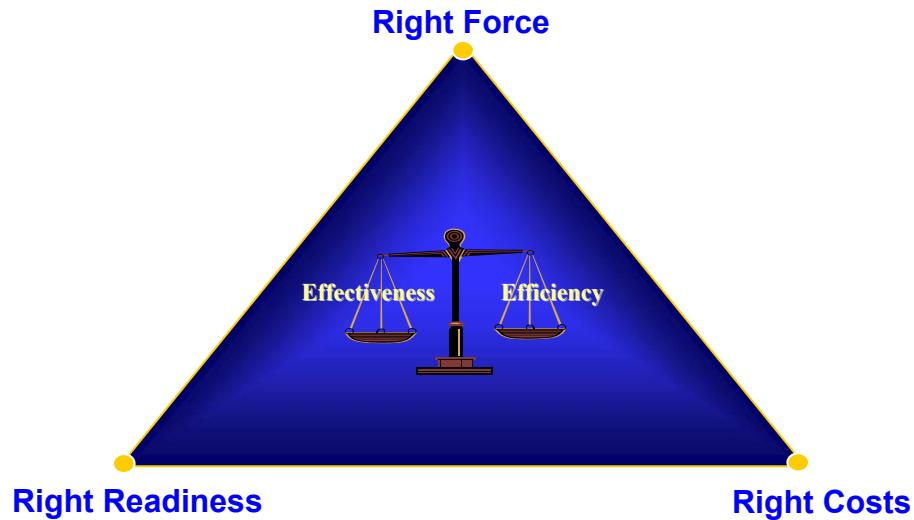 Right Force
Effectiveness Efficiency
Right Readiness
Right Costs